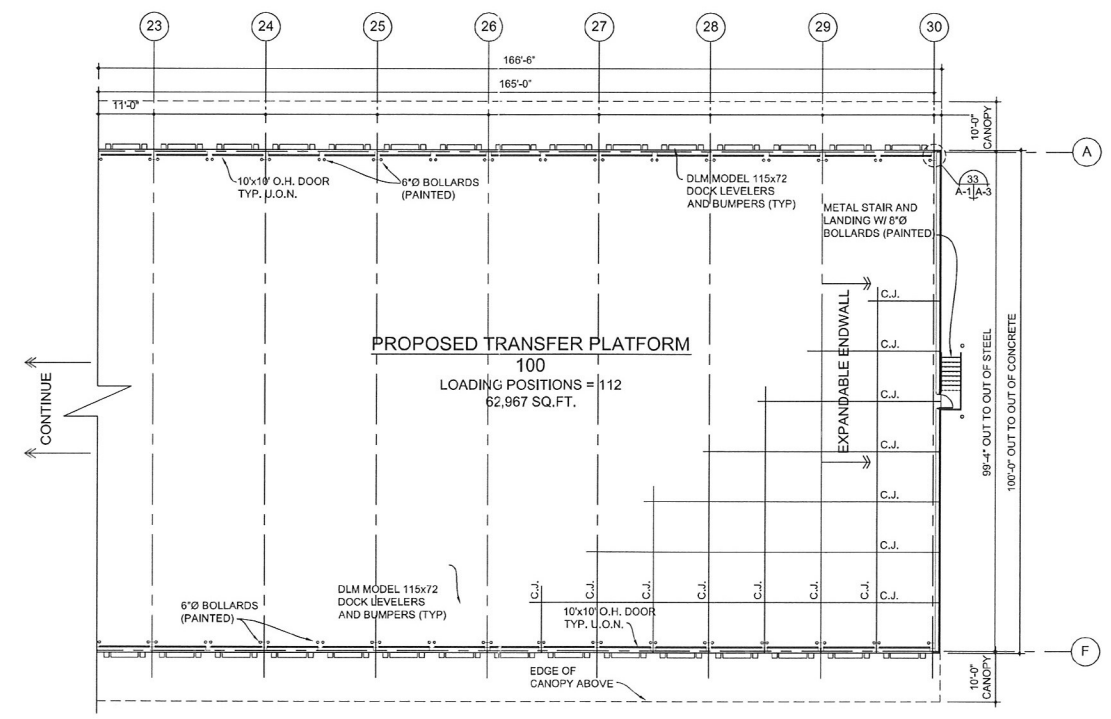 23 24 25 26 27 28 29 30
166'-6"
165'-0"
11'-0"
10'-0"
CANOPY
A
10'x10' O.H. DOOR
TYP. U.O.N.
6"Ø BOLLARDS
(PAINTED)
DLM MODEL 115x72
DOCK LEVELERS
AND BUMPERS (TYP)
33
A-1 A-3
METAL STAIR AND
LANDING W/ 8"Ø
BOLLARDS (PAINTED)
C.J.
C.J.
C.J.
C.J.
C.J.
C.J.
C.J.
EXPANDABLE ENDWALL
PROPOSED TRANSFER PLATFORM
100
LOADING POSITIONS = 112
62,967 SQ.FT.
CONTINUE
99'-4" OUT TO OUT OF STEEL
100'-0" OUT TO OUT OF CONCRETE
C.J. C.J. C.J. C.J. C.J. C.J. C.J.
DLM MODEL 115x72
DOCK LEVELERS
AND BUMPERS (TYP)
6"Ø BOLLARDS
(PAINTED)
10'x10' O.H. DOOR
TYP. U.O.N.
F
EDGE OF
CANOPY ABOVE
10'-0"
CANOPY